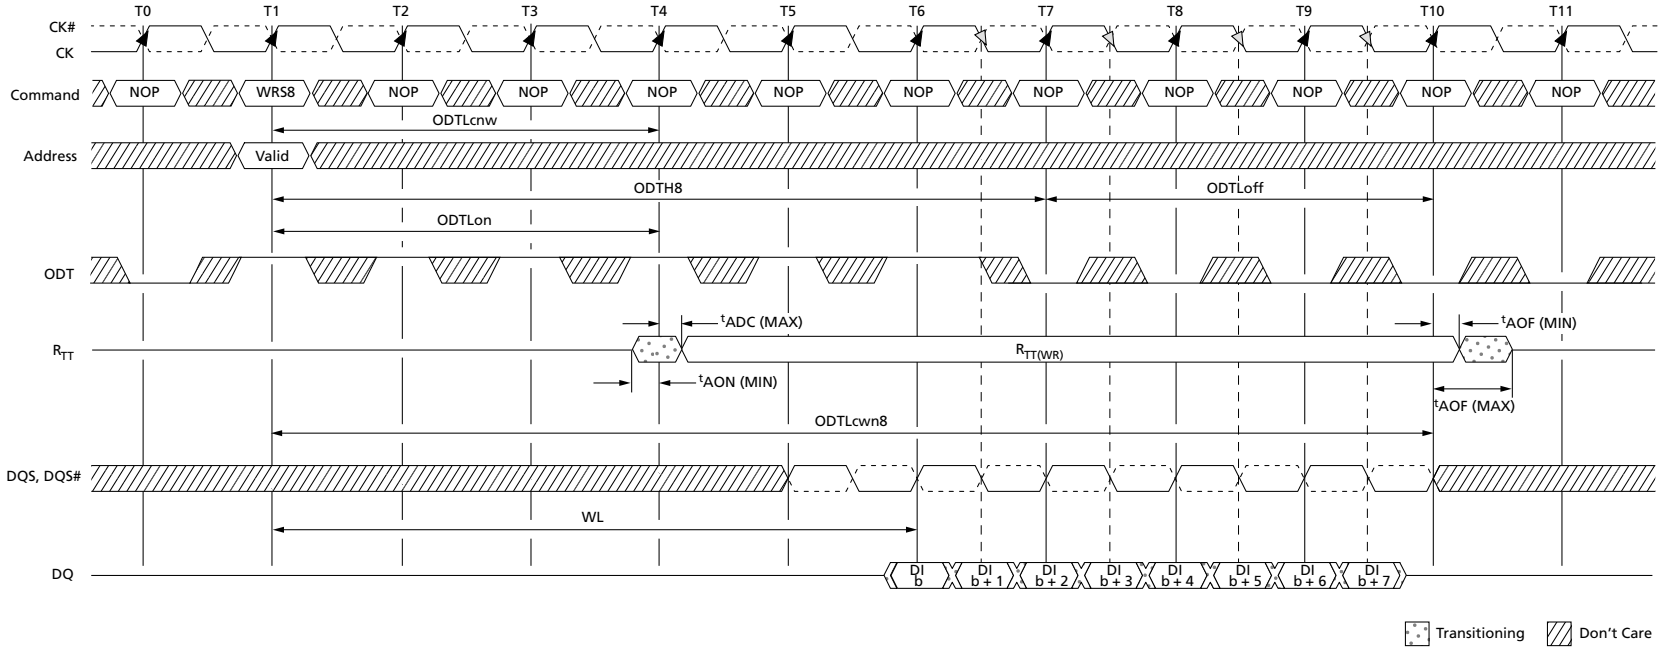 T0 T1 T2 T3 T4 T5 T6 T7 T8 T9 T10 T11
CK#
CK
Command NOP WRS8 NOP NOP NOP NOP NOP NOP NOP NOP NOP NOP
ODTLcnw
Address Valid
ODTH8 ODTLoff
ODTLon
ODT
tADC (MAX) tAOF (MIN)
RTT RTT(WR)
tAON (MIN)
tAOF (MAX)
ODTLcwn8
DQS, DQS#
WL
DQ DI b DI b + 1 DI b + 2 DI b + 3 DI b + 4 DI b + 5 DI b + 6 DI b + 7
Transitioning Don't Care